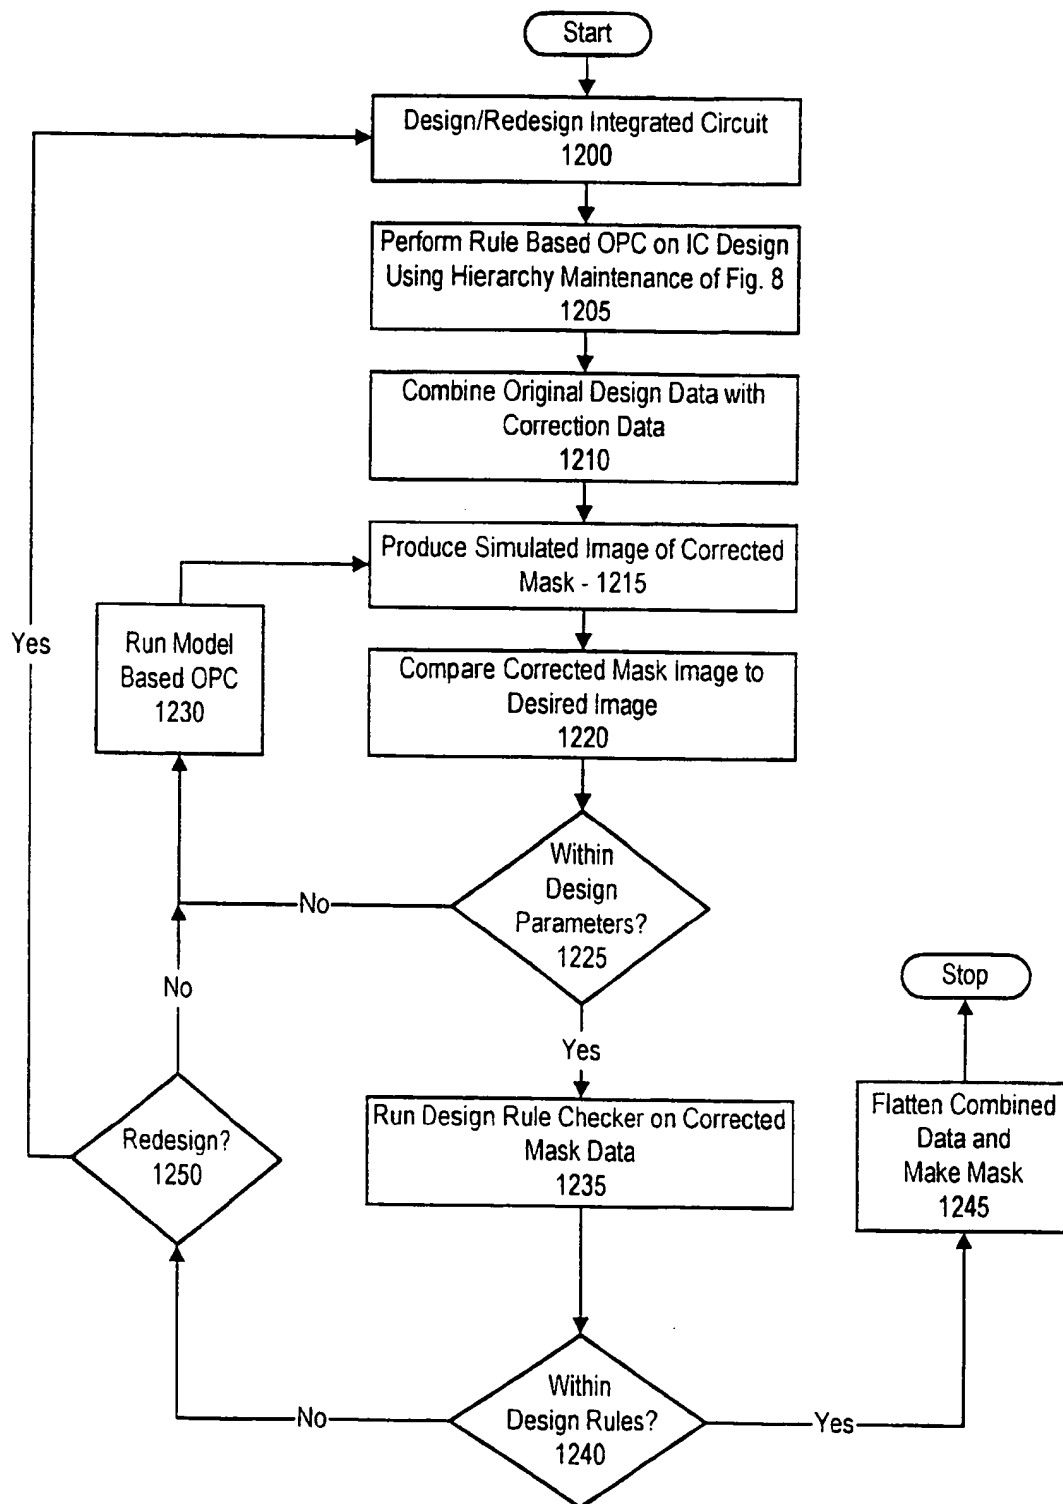 Start
Design/Redesign Integrated Circuit
1200
Perform Rule Based OPC on IC Design
Using Hierarchy Maintenance of Fig. 8
1205
Combine Original Design Data with
Correction Data
1210
Produce Simulated Image of Corrected
Mask - 1215
Yes
Run Model
Based OPC
1230
Compare Corrected Mask Image to
Desired Image
1220
Within
Design
Parameters?
1225
No
No
Stop
Yes
Redesign?
1250
Run Design Rule Checker on Corrected
Mask Data
1235
Flatten Combined
Data and
Make Mask
1245
Within
Design Rules?
1240
No
Yes